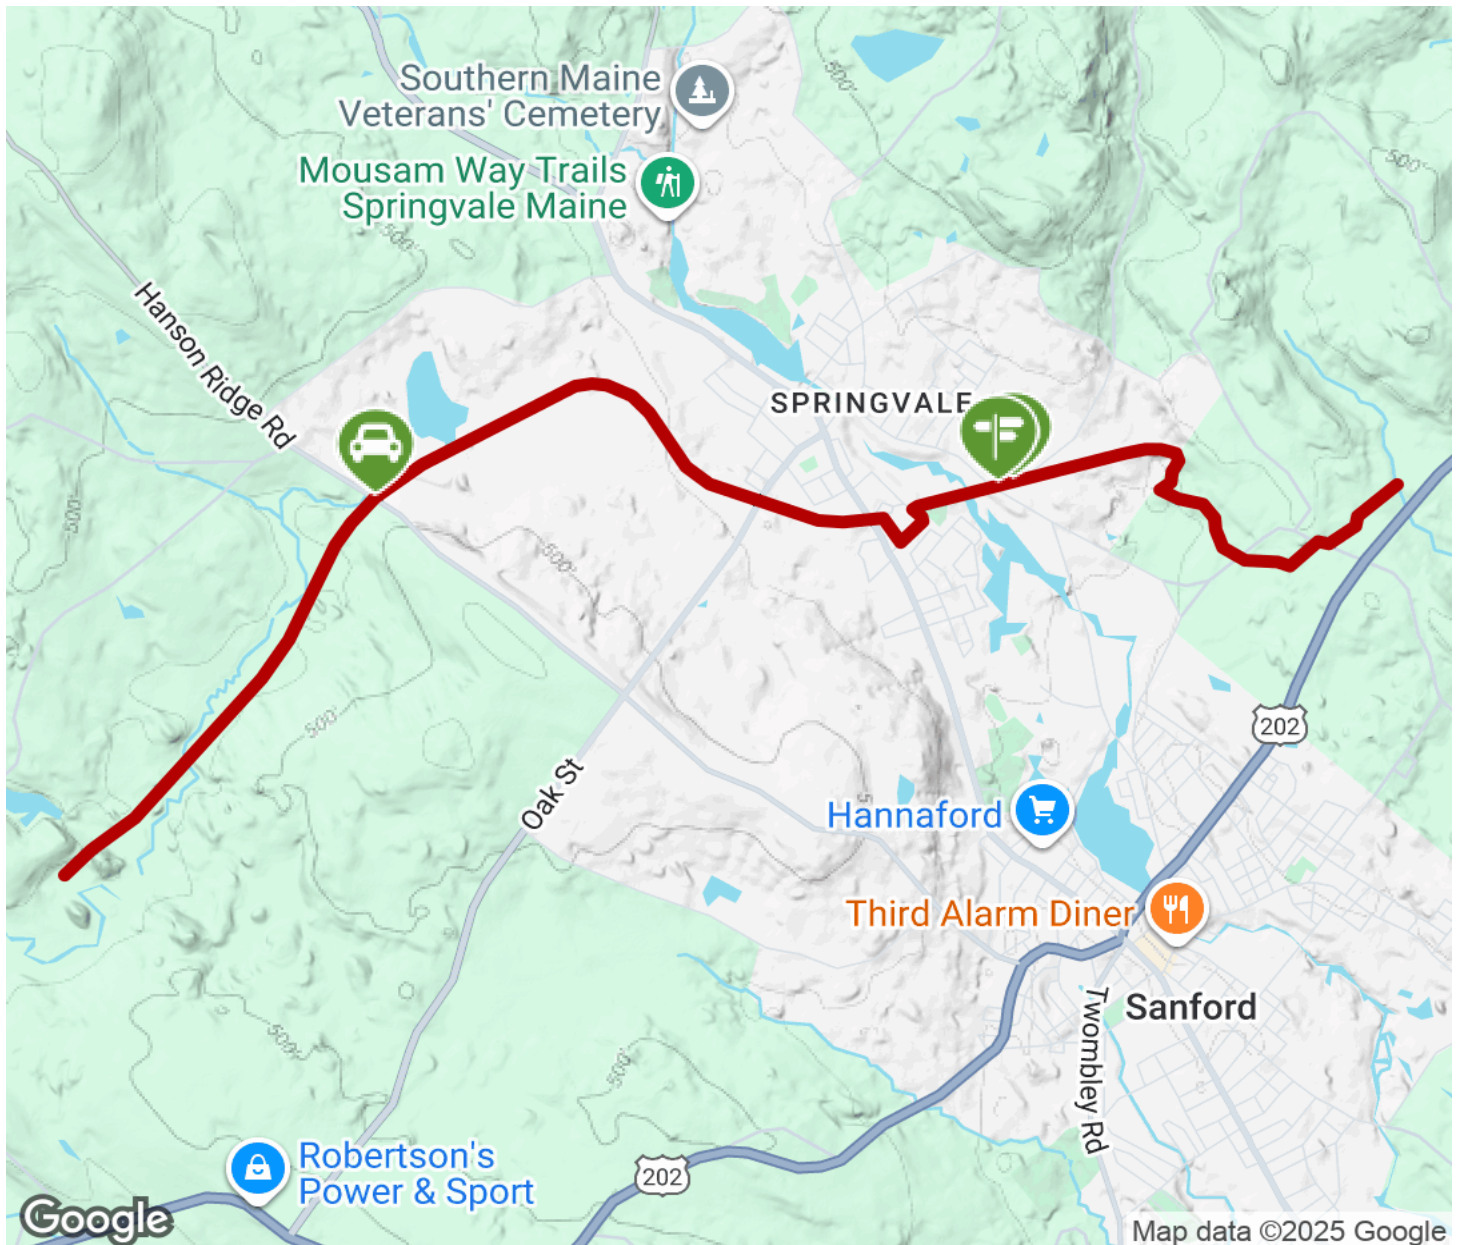 Southern Maine
Veterans' Cemetery
Mousam Way Trails
Springvale Maine
500'
500'
500'
Hanson Ridge Rd
SPRINGVALE
500'
500'
500'
202
Oak St
Hannaford
Third Alarm Diner
Sanford
Twombley Rd
500'
500'
Robertson's
Power & Sport
202
Google
Map data ©2025 Google